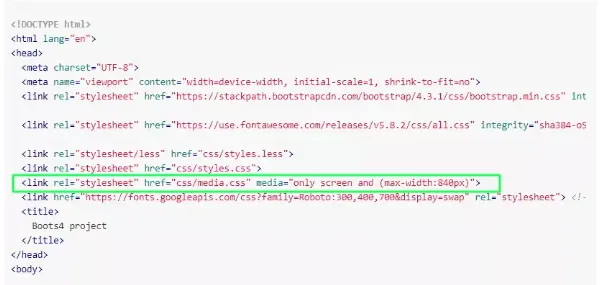 <!DOCTYPE html>
<html lang="en">
<head>
<meta charset="UTF-8">
<meta name="viewport" content="width=device-width, initial-scale=1, shrink-to-fit=no">
<link rel="stylesheet" href="https://stackpath.bootstrapcdn.com/bootstrap/4.3.1/css/bootstrap.min.css" int
<link rel="stylesheet" href="https://use.fontawesome.com/releases/v5.8.2/css/all.css" integrity="sha384-oS
<link rel="stylesheet/less" href="css/styles.less">
<link rel="stylesheet" href="css/styles.css">
<link rel="stylesheet" href="css/media.css" media="only screen and (max-width:840px)">
<link href="https://fonts.googleapis.com/css?family=Roboto:300,400,700&display=swap" rel="stylesheet"> <!-
<title>
Boots4 project
</title>
</head>
<body>